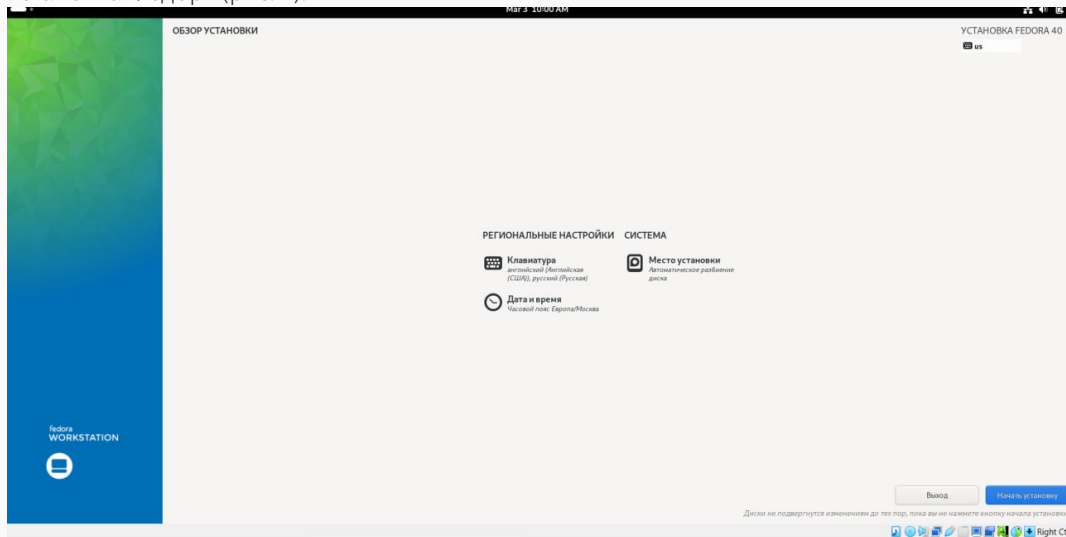 Mar 3 10:00 AM
ОБЗОР УСТАНОВКИ
УСТАНОВКА FEDORA 40
us
РЕГИОНАЛЬНЫЕ НАСТРОЙКИ
СИСТЕМА
Клавиатура
английский (Английская
(США)), русский (Русская)
Место установки
Автоматическое разбиение
диска
Дата и время
Часовой пояс Европа/Москва
fedora
WORKSTATION
Выход
Начать установку
Диски не подвергнутся изменениям до тех пор, пока вы не нажмете кнопку начала установки
Right Ct